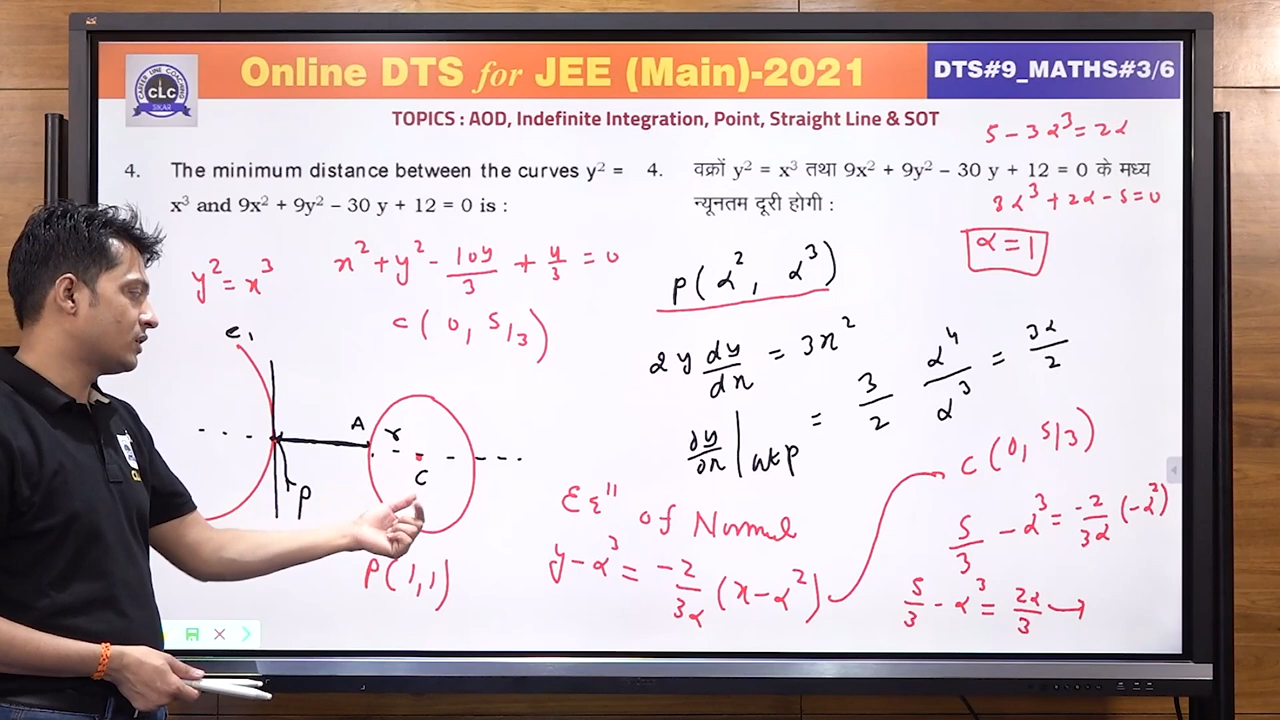 Online DTS for JEE (Main)-2021
DTS#9_MATHS#3/6
CLC
SIKAR
TOPICS : AOD, Indefinite Integration, Point, Straight Line & SOT
4. The minimum distance between the curves y² =
x³ and 9x² + 9y² – 30 y + 12 = 0 is :
4. वक्रों y² = x³ तथा 9x² + 9y² – 30 y + 12 = 0 के मध्य
न्यूनतम दूरी होगी :
5 - 3α³ = 2α
3α³ + 2α - 5 = 0
α = 1
y² = x³
x² + y² - 10y/3 + 4/3 = 0
C ( 0, 5/3 )
C₁
A
r
C
P
P(1,1)
P( α² , α³ )
2y dy/dx = 3x²
dy/dx | at P = 3/2 α⁴/α³ = 3α/2
Eqⁿ of Normal
y - α³ = -2/3α (x - α²)
C (0, 5/3)
5/3 - α³ = -2/3α (-α²)
5/3 - α³ = 2α/3